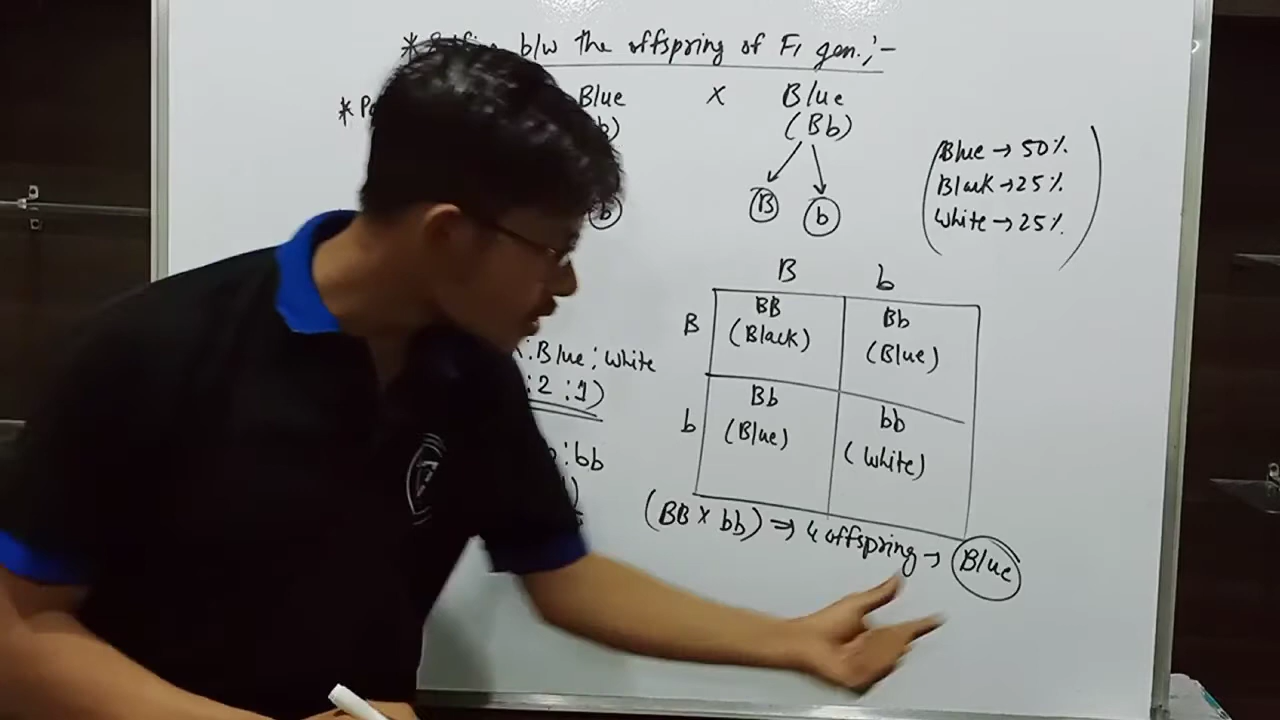 * b/w the offspring of F1 gen.;-
* Blue X Blue
b) (Bb)
b B b
Blue → 50%
Black → 25%
White → 25%
B b
B BB Bb
(Black) (Blue)
b Bb bb
(Blue) (White)
: Blue : White
: 2 : 1)
: bb
(BB X bb) ⇒ 4 offspring → Blue